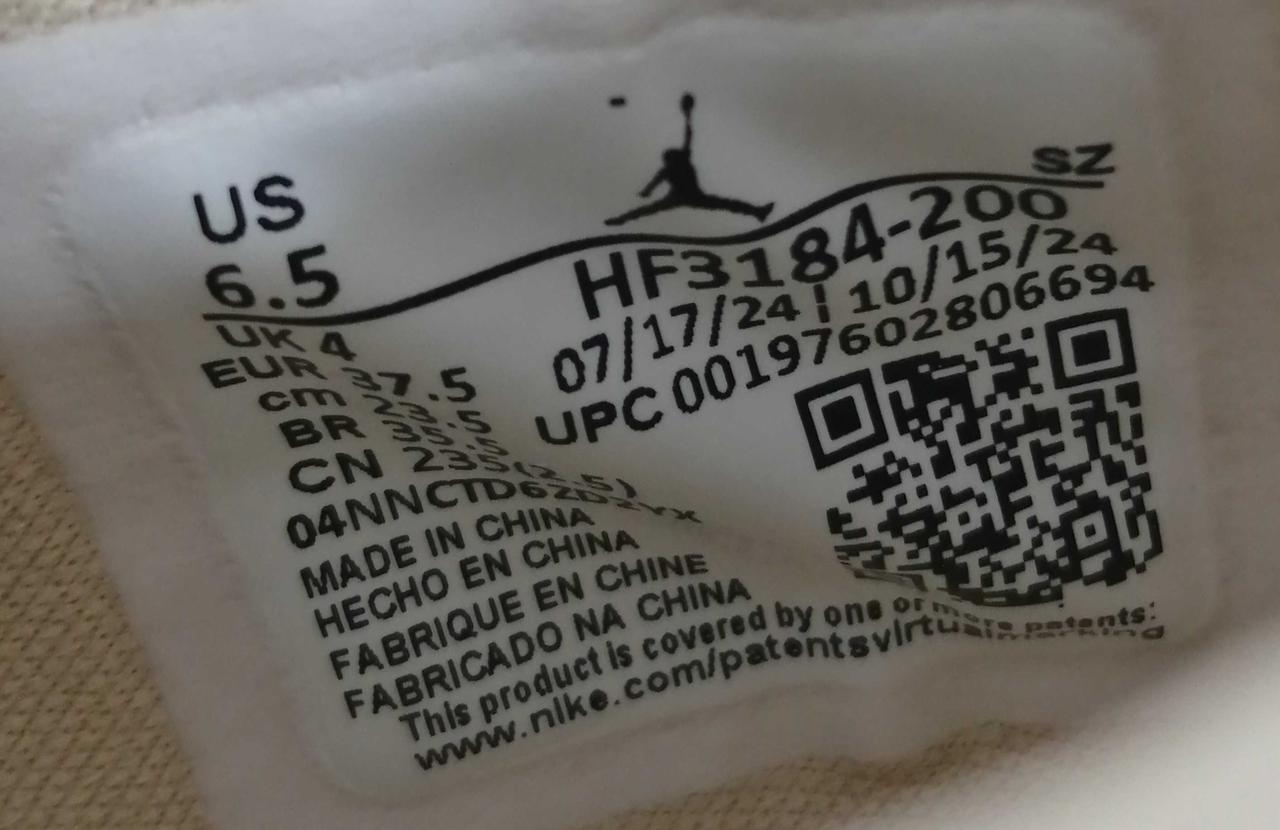 US
6.5
SZ
HF3184-200
07/17/24 | 10/15/24
UPC 00197602806694
UK 4
EUR 37.5
cm 23.5
BR 35.5
CN 235(2.5)
MADE IN CHINA
HECHO EN CHINA
FABRIQUE EN CHINE
FABRICADO NA CHINA
This product is covered by one or more patents:
www.nike.com/patentsvirtualmarking